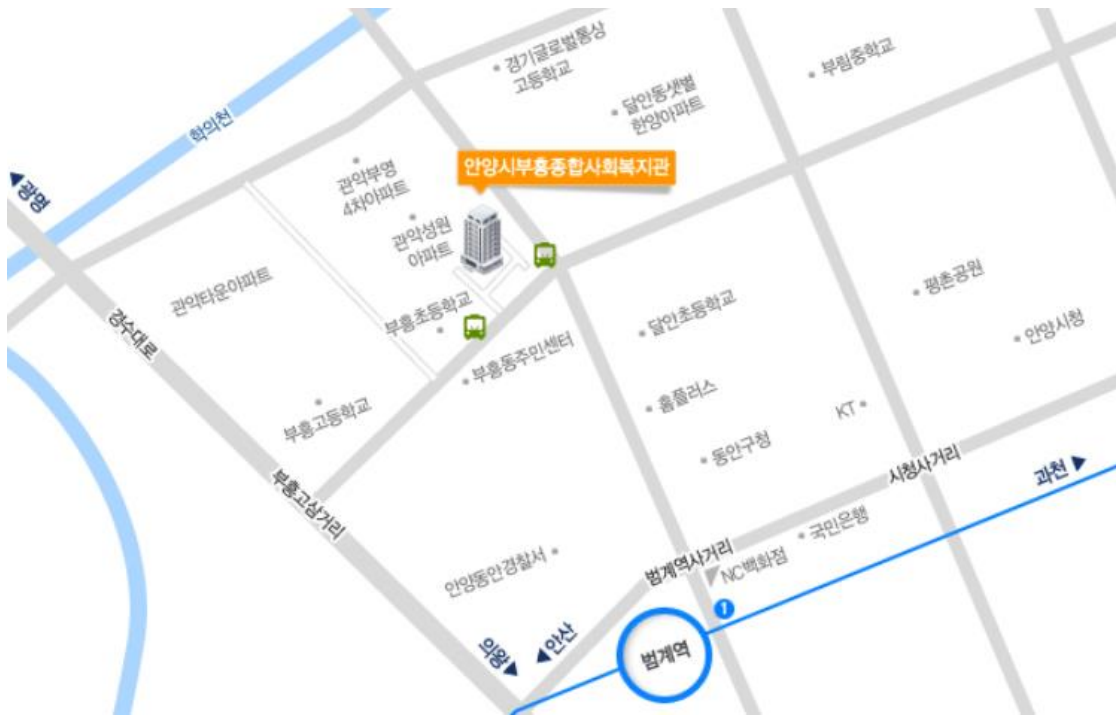 경기글로벌통상
고등학교
부림중학교
달안동샛별
한양아파트
학의천
안양시부흥종합사회복지관
관악부영
4차아파트
광명
관악성원
아파트
관악타운아파트
평촌공원
부흥초등학교
달안초등학교
안양시청
경수대로
부흥동주민센터
홈플러스
부흥고등학교
KT
동안구청
시청사거리
과천
부흥고삼거리
국민은행
범계역사거리
NC백화점
안양동안경찰서
1
의왕
안산
범계역